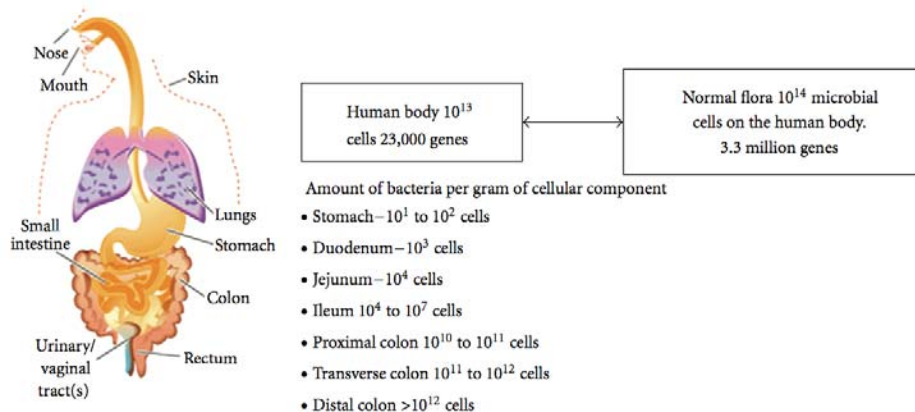 Nose
Mouth
Skin
Lungs
Small
intestine
Stomach
Colon
Urinary/
vaginal
tract(s)
Rectum
Human body 10¹³
cells 23,000 genes
Normal flora 10¹⁴ microbial
cells on the human body.
3.3 million genes
Amount of bacteria per gram of cellular component
• Stomach–10¹ to 10² cells
• Duodenum–10³ cells
• Jejunum–10⁴ cells
• Ileum 10⁴ to 10⁷ cells
• Proximal colon 10¹⁰ to 10¹¹ cells
• Transverse colon 10¹¹ to 10¹² cells
• Distal colon >10¹² cells